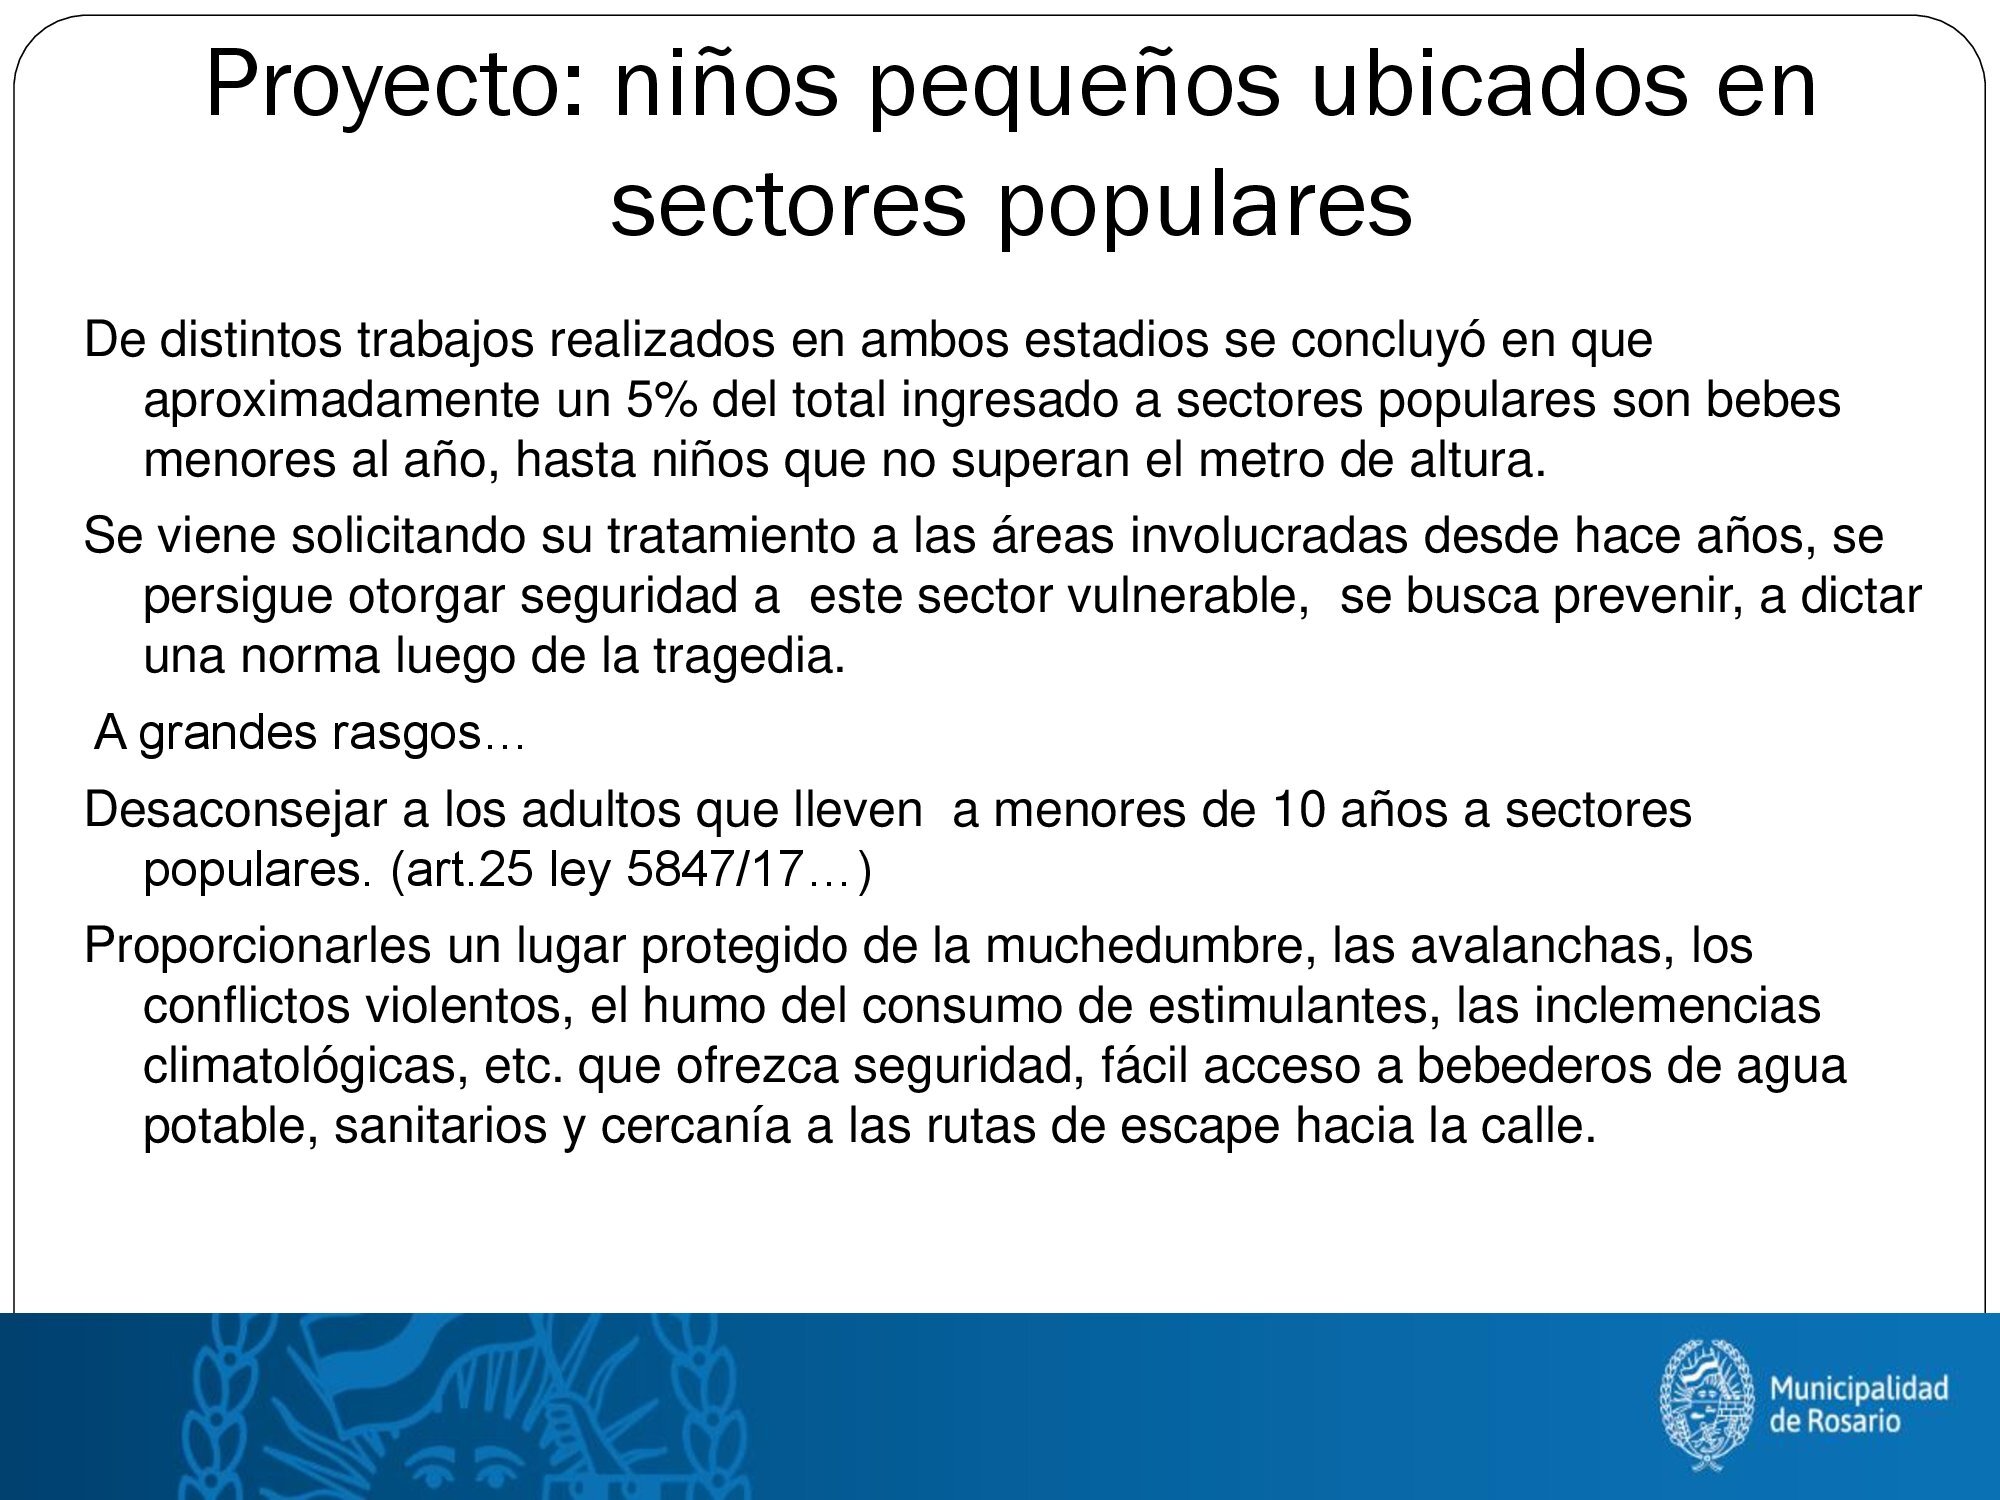 Proyecto: niños pequeños ubicados en
sectores populares
De distintos trabajos realizados en ambos estadios se concluyó en que
aproximadamente un 5% del total ingresado a sectores populares son bebes
menores al año, hasta niños que no superan el metro de altura.
Se viene solicitando su tratamiento a las áreas involucradas desde hace años, se
persigue otorgar seguridad a  este sector vulnerable,  se busca prevenir, a dictar
una norma luego de la tragedia.
A grandes rasgos…
Desaconsejar a los adultos que lleven  a menores de 10 años a sectores
populares. (art.25 ley 5847/17…)
Proporcionarles un lugar protegido de la muchedumbre, las avalanchas, los
conflictos violentos, el humo del consumo de estimulantes, las inclemencias
climatológicas, etc. que ofrezca seguridad, fácil acceso a bebederos de agua
potable, sanitarios y cercanía a las rutas de escape hacia la calle.
Municipalidad
de Rosario